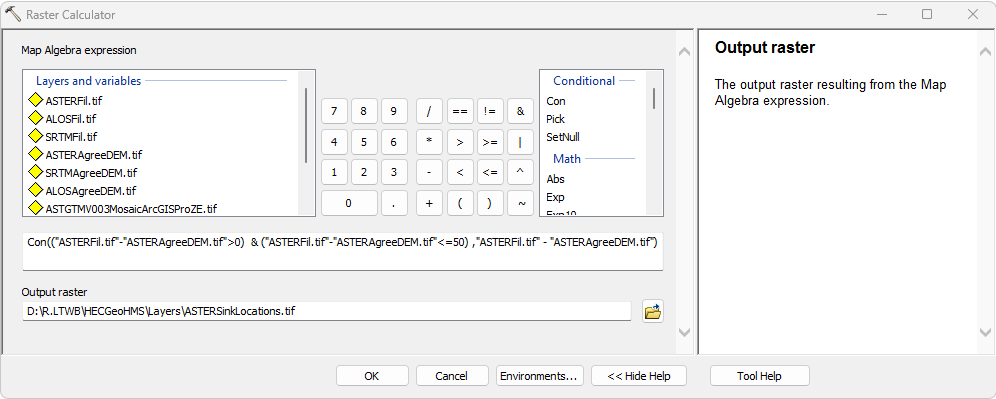 Raster Calculator
Map Algebra expression
Layers and variables
ASTERFil.tif
ALOSFil.tif
SRTMFil.tif
ASTERAgreeDEM.tif
SRTMAgreeDEM.tif
ALOSAgreeDEM.tif
ASTGTMV003MosaicArcGISProZE.tif
7 8 9 / == != &
4 5 6 * > >= |
1 2 3 - < <= ^
0 . + ( ) ~
Conditional
Con
Pick
SetNull
Math
Abs
Exp
Exp10
Con(("ASTERFil.tif"-"ASTERAgreeDEM.tif">0) & ("ASTERFil.tif"-"ASTERAgreeDEM.tif"<=50) ,"ASTERFil.tif" - "ASTERAgreeDEM.tif")
Output raster
D:\R.LTWB\HECGeoHMS\Layers\ASTERSinkLocations.tif
OK Cancel Environments... << Hide Help Tool Help
Output raster
The output raster resulting from the Map
Algebra expression.